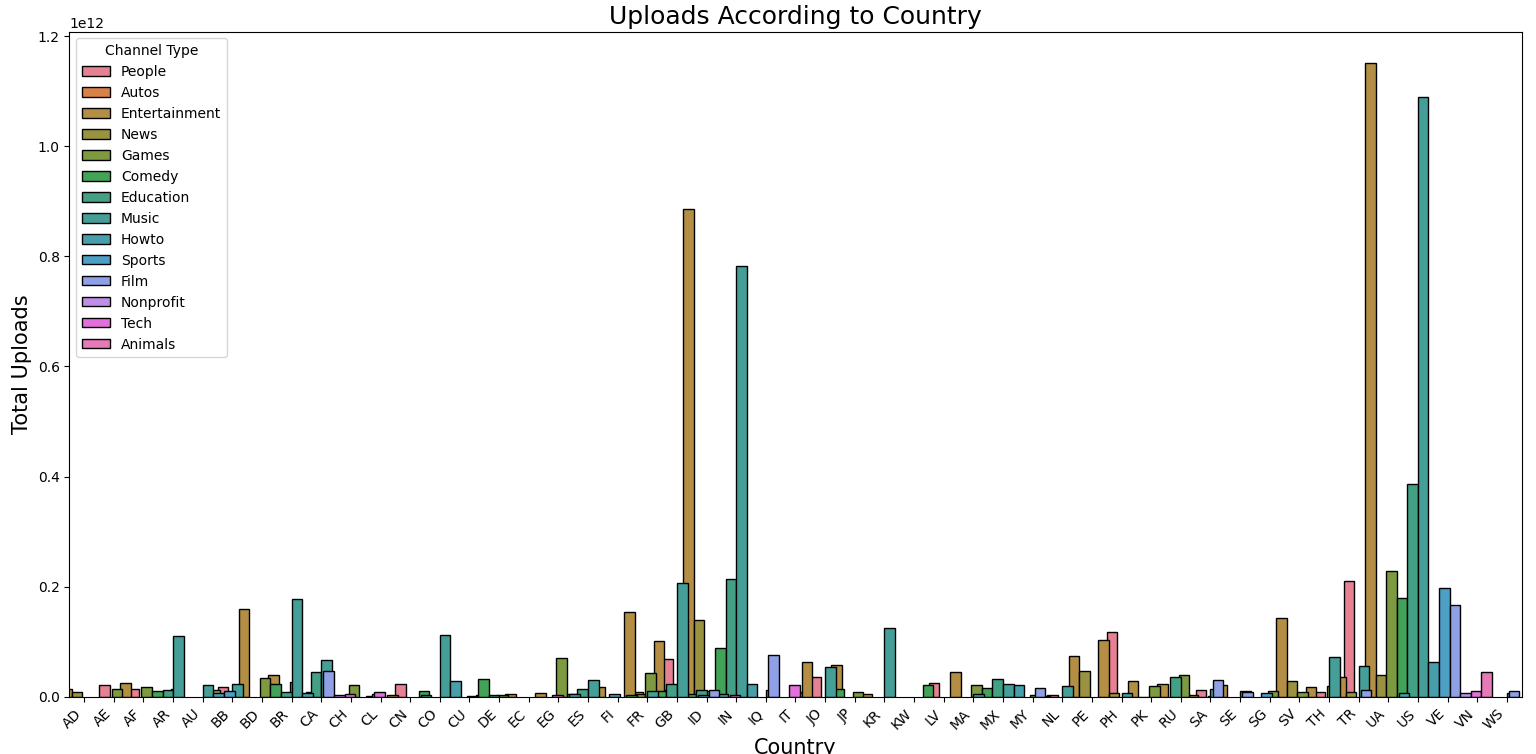 Uploads According to Country
1e12
Total Uploads
1.2
1.0
0.8
0.6
0.4
0.2
0.0
Channel Type
People
Autos
Entertainment
News
Games
Comedy
Education
Music
Howto
Sports
Film
Nonprofit
Tech
Animals
AD AE AF AR AU BB BD BR CA CH CL CN CO CU DE EC EG ES FI FR GB ID IN IQ IT JO JP KR KW LV MA MX MY NL PE PH PK RU SA SE SG SV TH TR UA US VE VN WS
Country